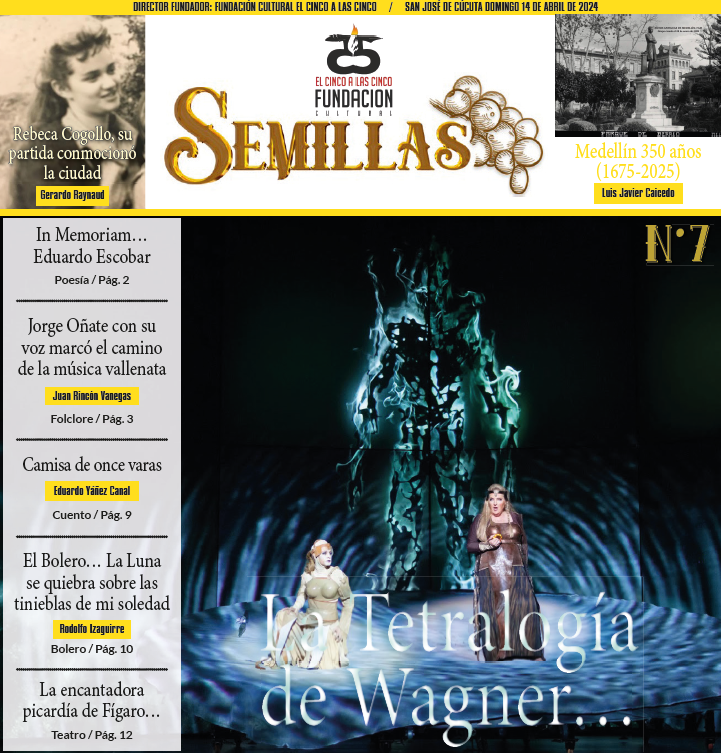 DIRECTOR FUNDADOR: FUNDACIÓN CULTURAL EL CINCO A LAS CINCO / SAN JOSÉ DE CÚCUTA DOMINGO 14 DE ABRIL DE 2024
Rebeca Cogollo, su
partida conmocionó
la ciudad
Gerardo Raynaud
EL CINCO A LAS CINCO
FUNDACION
CULTURAL
SEMILLAS
PARQUE DE BERRIO
Medellín 350 años
(1675-2025)
Luis Javier Caicedo
N°7
In Memoriam…
Eduardo Escobar
Poesía / Pág. 2
Jorge Oñate con su
voz marcó el camino
de la música vallenata
Juan Rincón Vanegas
Folclore / Pág. 3
Camisa de once varas
Eduardo Yáñez Canal
Cuento / Pág. 9
El Bolero… La Luna
se quiebra sobre las
tinieblas de mi soledad
Rodolfo Izaguirre
Bolero / Pág. 10
La encantadora
picardía de Fígaro…
Teatro / Pág. 12
La Tetralogía
de Wagner…